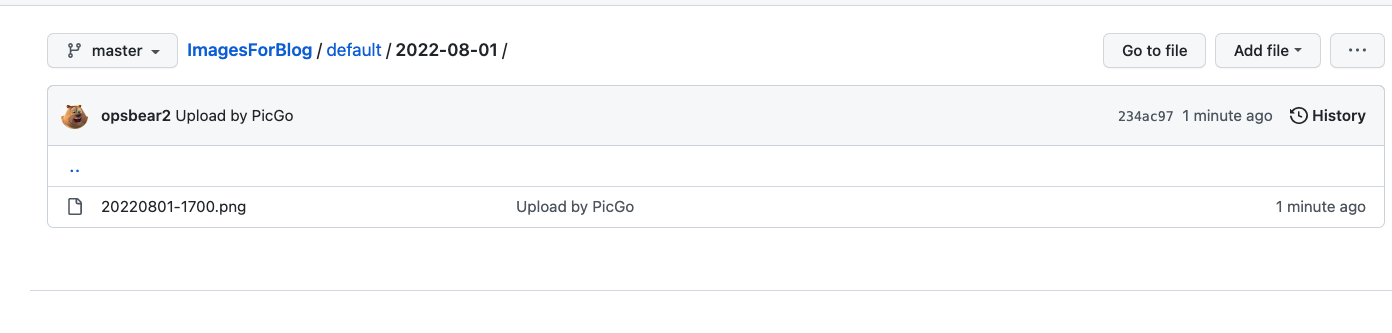 master ImagesForBlog / default / 2022-08-01 / Go to file Add file ...
opsbear2 Upload by PicGo 234ac97 1 minute ago History
..
20220801-1700.png Upload by PicGo 1 minute ago